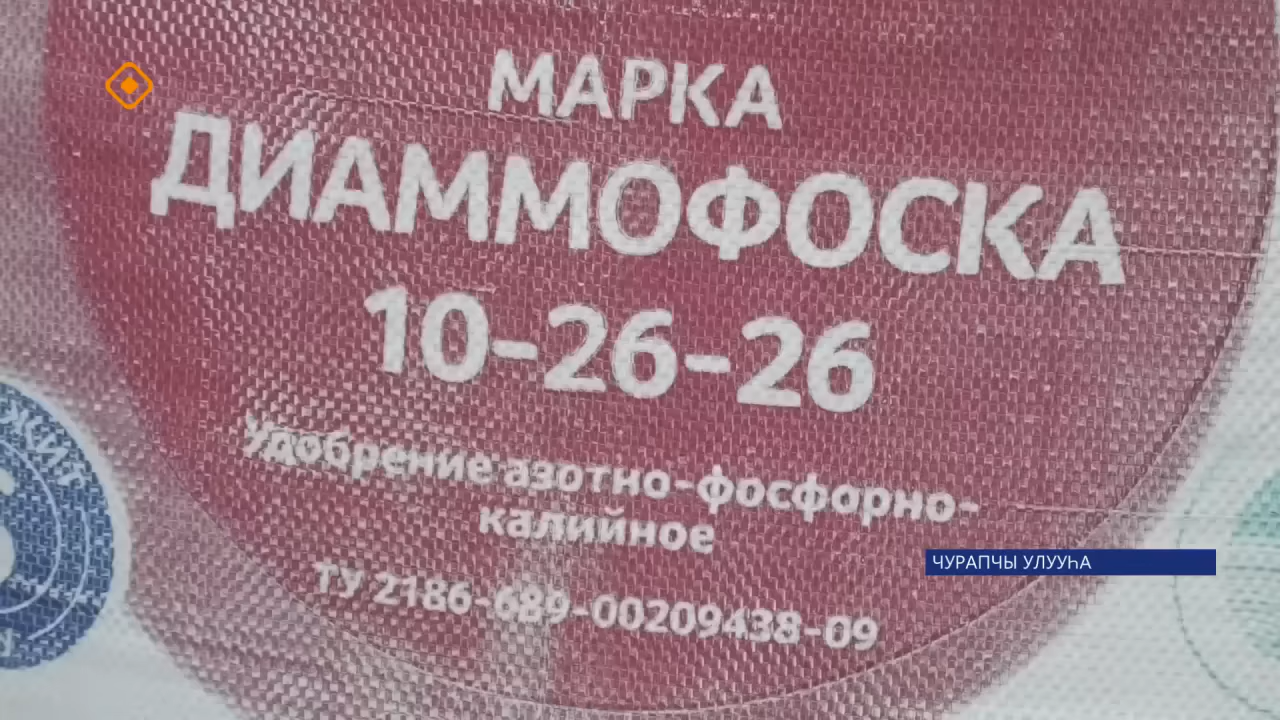 МАРКА
ДИАММОФОСКА
10-26-26
удобрение азотно-фосфорно-
калийное
ту 2186-689-00209438-09
ЧУРАПЧЫ УЛУУҺА